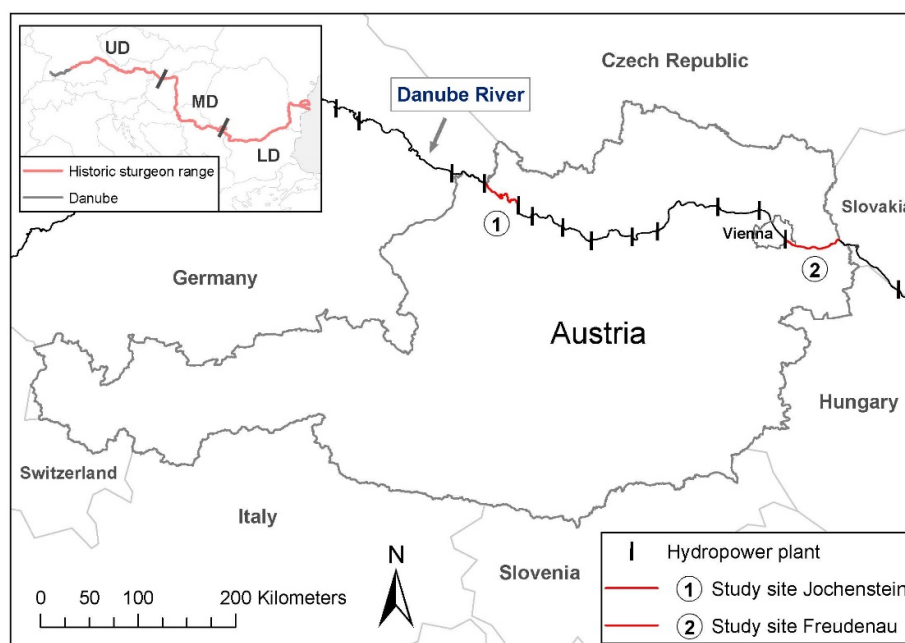 UD
MD
LD
Historic sturgeon range
Danube
Danube River
Czech Republic
Slovakia
1
Vienna
2
Germany
Austria
Hungary
Switzerland
Italy
Slovenia
N
0 50 100 200 Kilometers
Hydropower plant
1 Study site Jochenstein
2 Study site Freudenau